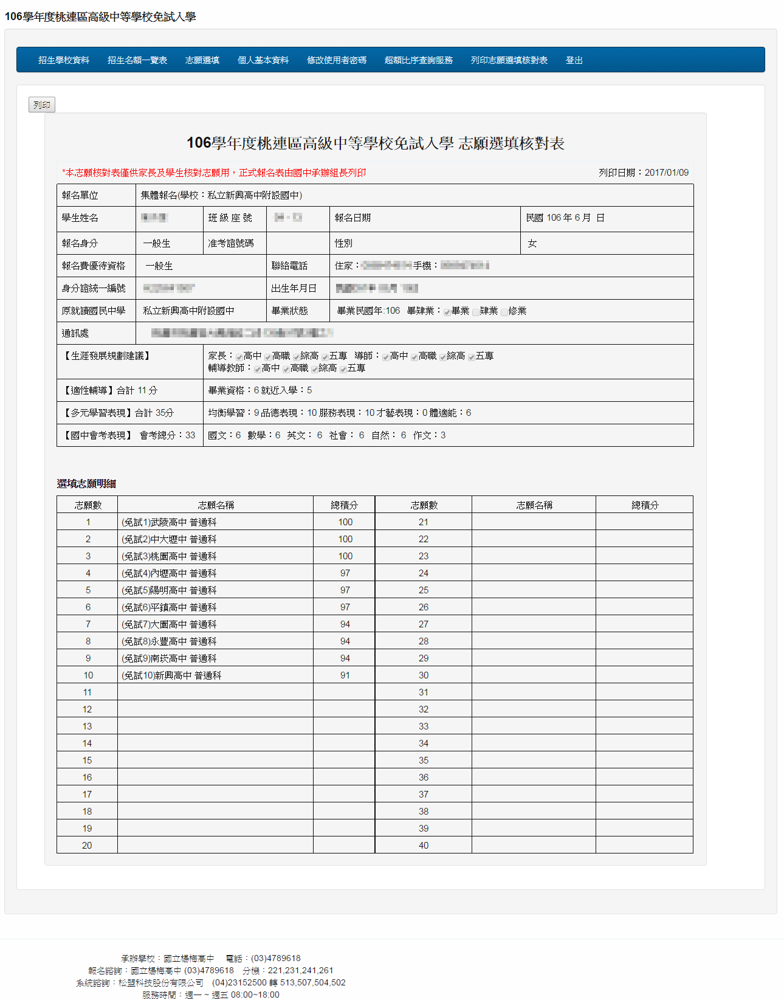 106學年度桃連區高級中等學校免試入學
招生學校資料 招生名額一覽表 志願選填 個人基本資料 修改使用者密碼 超額比序查詢服務 列印志願選填核對表 登出
列印
106學年度桃連區高級中等學校免試入學 志願選填核對表
*本志願核對表僅供家長及學生核對志願用，正式報名表由國中承辦組長列印 列印日期：2017/01/09
報名單位 集體報名(學校：私立新興高中附設國中)
學生姓名 班 級 座 號 報名日期 民國 106 年 6 月 日
報名身分 一般生 准考證號碼 性別 女
報名費優待資格 一般生 聯絡電話 住家： 手機：
身分證統一編號 出生年月日
原就讀國民中學 私立新興高中附設國中 畢業狀態 畢業民國年:106 畢肄業：畢業 肄業 修業
通訊處
【生涯發展規劃建議】 家長：高中 高職 綜高 五專 導師：高中 高職 綜高 五專
輔導教師：高中 高職 綜高 五專
【適性輔導】合計 11 分 畢業資格：6 就近入學：5
【多元學習表現】合計 35分 均衡學習：9 品德表現：10 服務表現：10 才藝表現：0 體適能：6
【國中會考表現】 會考總分：33 國文：6 數學：6 英文： 6 社會： 6 自然： 6 作文：3
選填志願明細
志願數 志願名稱 總積分 志願數 志願名稱 總積分
1 (免試1)武陵高中 普通科 100 21
2 (免試2)中大壢中 普通科 100 22
3 (免試3)桃園高中 普通科 100 23
4 (免試4)內壢高中 普通科 97 24
5 (免試5)陽明高中 普通科 97 25
6 (免試6)平鎮高中 普通科 97 26
7 (免試7)大園高中 普通科 94 27
8 (免試8)永豐高中 普通科 94 28
9 (免試9)南崁高中 普通科 94 29
10 (免試10)新興高中 普通科 91 30
11 31
12 32
13 33
14 34
15 35
16 36
17 37
18 38
19 39
20 40
承辦學校：國立楊梅高中 電話：(03)4789618
報名諮詢：國立楊梅高中 (03)4789618 分機：221,231,241,261
系統諮詢：松盟科技股份有限公司 (04)23152500 轉 513,507,504,502
服務時間：週一 ~ 週五 08:00~18:00